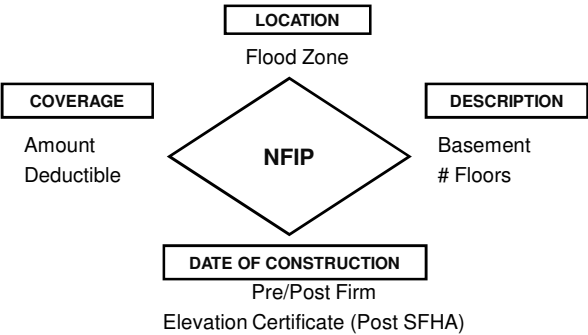 LOCATION
Flood Zone
COVERAGE
Amount
Deductible
NFIP
DESCRIPTION
Basement
# Floors
DATE OF CONSTRUCTION
Pre/Post Firm
Elevation Certificate (Post SFHA)